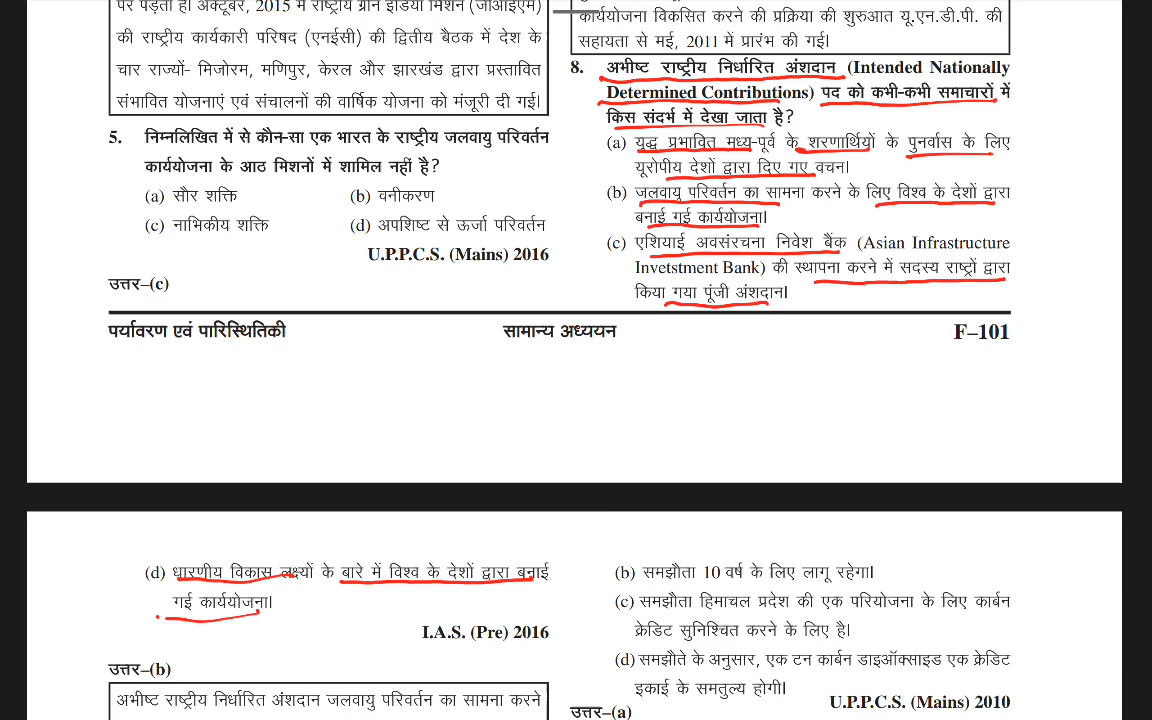 पर पड़ता है। अक्टूबर, 2015 में राष्ट्रीय ग्रीन इंडिया मिशन (जीआईएम)
की राष्ट्रीय कार्यकारी परिषद (एनईसी) की द्वितीय बैठक में देश के
चार राज्यों– मिजोरम, मणिपुर, केरल और झारखंड द्वारा प्रस्तावित
संभावित योजनाएं एवं संचालनों की वार्षिक योजना को मंजूरी दी गई।
5. निम्नलिखित में से कौन-सा एक भारत के राष्ट्रीय जलवायु परिवर्तन
कार्ययोजना के आठ मिशनों में शामिल नहीं है?
(a) सौर शक्ति (b) वनीकरण
(c) नाभिकीय शक्ति (d) अपशिष्ट से ऊर्जा परिवर्तन
U.P.P.C.S. (Mains) 2016
उत्तर–(c)
कार्ययोजना विकसित करने की प्रक्रिया की शुरुआत यू.एन.डी.पी. की
सहायता से मई, 2011 में प्रारंभ की गई।
8. अभीष्ट राष्ट्रीय निर्धारित अंशदान (Intended Nationally
Determined Contributions) पद को कभी-कभी समाचारों में
किस संदर्भ में देखा जाता है?
(a) युद्ध प्रभावित मध्य-पूर्व के शरणार्थियों के पुनर्वास के लिए
यूरोपीय देशों द्वारा दिए गए वचन।
(b) जलवायु परिवर्तन का सामना करने के लिए विश्व के देशों द्वारा
बनाई गई कार्ययोजना।
(c) एशियाई अवसंरचना निवेश बैंक (Asian Infrastructure
Invetstment Bank) की स्थापना करने में सदस्य राष्ट्रों द्वारा
किया गया पूंजी अंशदान।
पर्यावरण एवं पारिस्थितिकी सामान्य अध्ययन F–101
(d) धारणीय विकास लक्ष्यों के बारे में विश्व के देशों द्वारा बनाई
गई कार्ययोजना।
I.A.S. (Pre) 2016
उत्तर–(b)
अभीष्ट राष्ट्रीय निर्धारित अंशदान जलवायु परिवर्तन का सामना करने
(b) समझौता 10 वर्ष के लिए लागू रहेगा।
(c) समझौता हिमाचल प्रदेश की एक परियोजना के लिए कार्बन
क्रेडिट सुनिश्चित करने के लिए है।
(d) समझौते के अनुसार, एक टन कार्बन डाइऑक्साइड एक क्रेडिट
इकाई के समतुल्य होगी।
U.P.P.C.S. (Mains) 2010
उत्तर–(a)